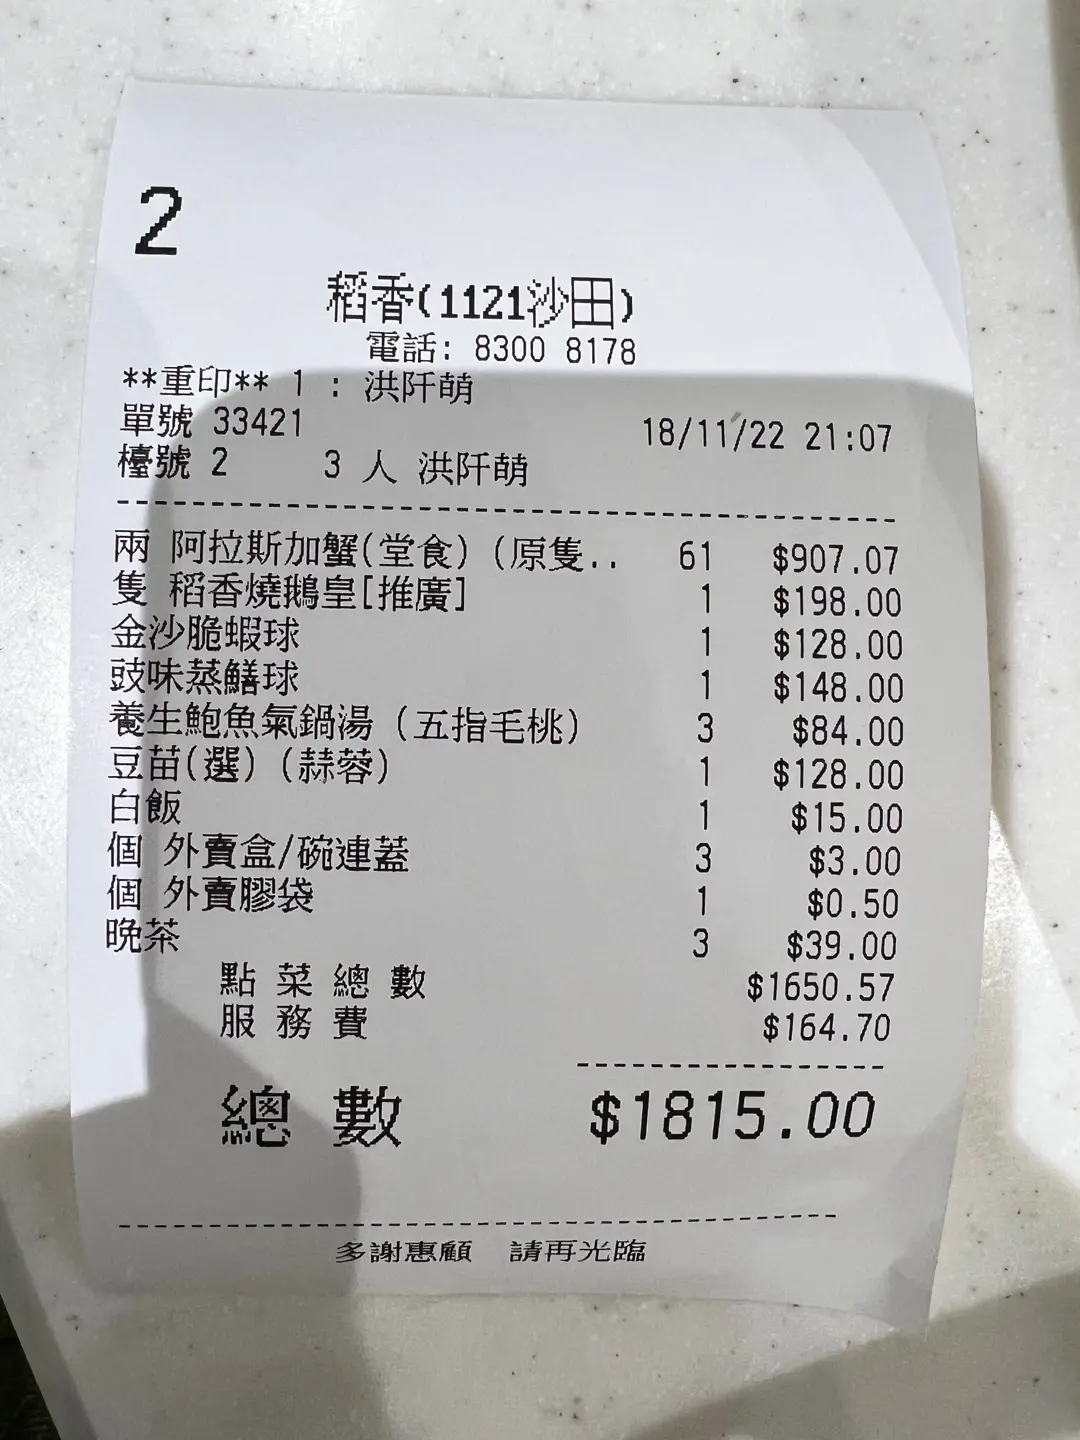 2
稻香(1121沙田)
電話: 8300 8178
**重印** 1 : 洪阡萌
單號 33421 18/11/22 21:07
檯號 2 3 人 洪阡萌
兩 阿拉斯加蟹(堂食) (原隻.. 61 $907.07
隻 稻香燒鵝皇[推廣] 1 $198.00
金沙脆蝦球 1 $128.00
豉味蒸鱔球 1 $148.00
養生鮑魚氣鍋湯 (五指毛桃) 3 $84.00
豆苗(選) (蒜蓉) 1 $128.00
白飯 1 $15.00
個 外賣盒/碗連蓋 3 $3.00
個 外賣膠袋 1 $0.50
晚茶 3 $39.00
點 菜 總 數 $1650.57
服 務 費 $164.70
總 數 $1815.00
多謝惠顧 請再光臨